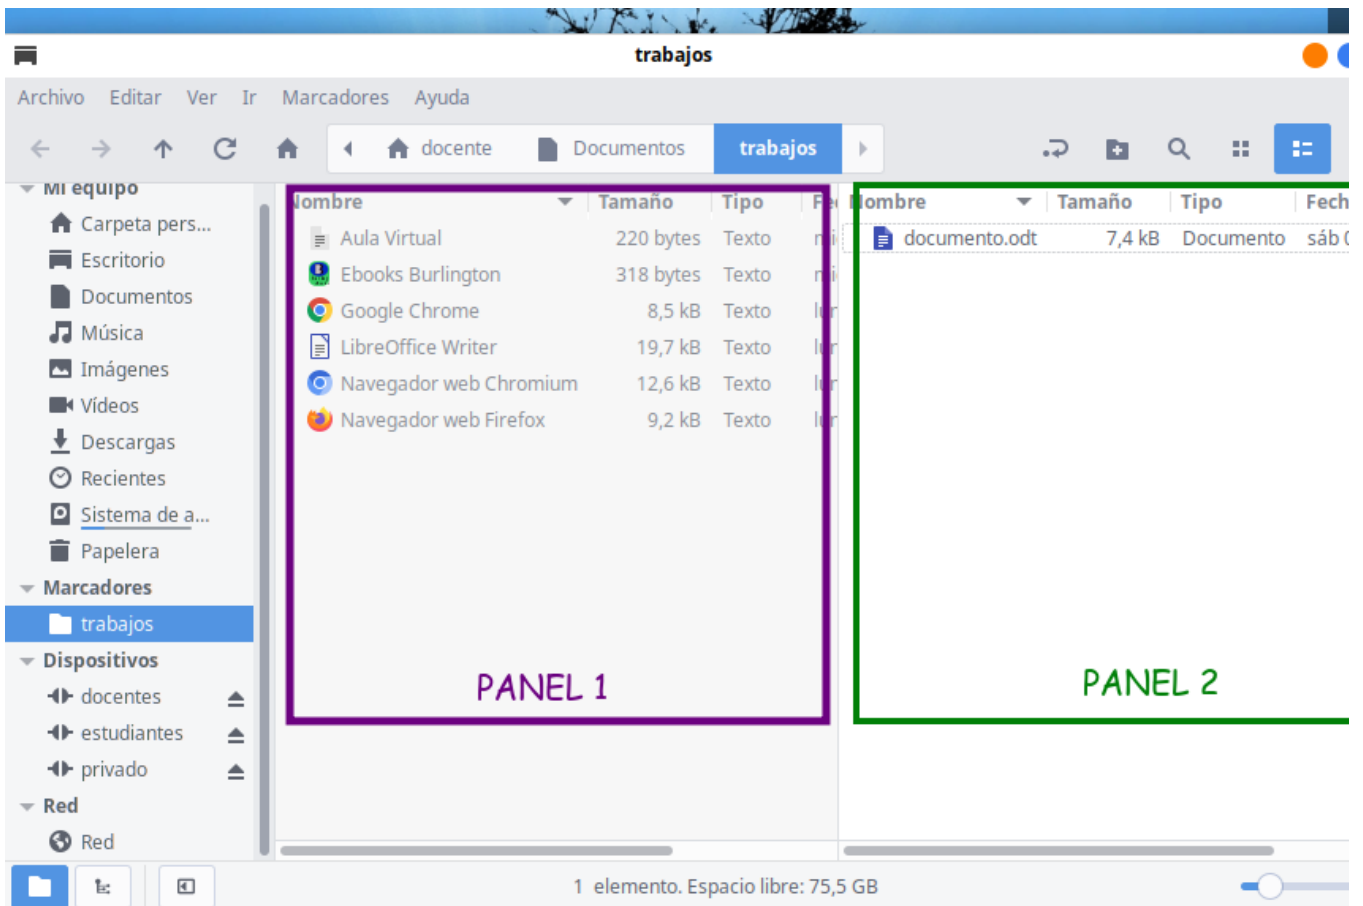 trabajos
Archivo Editar Ver Ir Marcadores Ayuda
docente Documentos trabajos
Mi equipo
Carpeta pers...
Escritorio
Documentos
Música
Imágenes
Vídeos
Descargas
Recientes
Sistema de a...
Papelera
Marcadores
trabajos
Dispositivos
docentes
estudiantes
privado
Red
Red
Nombre Tamaño Tipo
Aula Virtual 220 bytes Texto
Ebooks Burlington 318 bytes Texto
Google Chrome 8,5 kB Texto
LibreOffice Writer 19,7 kB Texto
Navegador web Chromium 12,6 kB Texto
Navegador web Firefox 9,2 kB Texto
PANEL 1
Nombre Tamaño Tipo Fech
documento.odt 7,4 kB Documento sáb
PANEL 2
1 elemento. Espacio libre: 75,5 GB